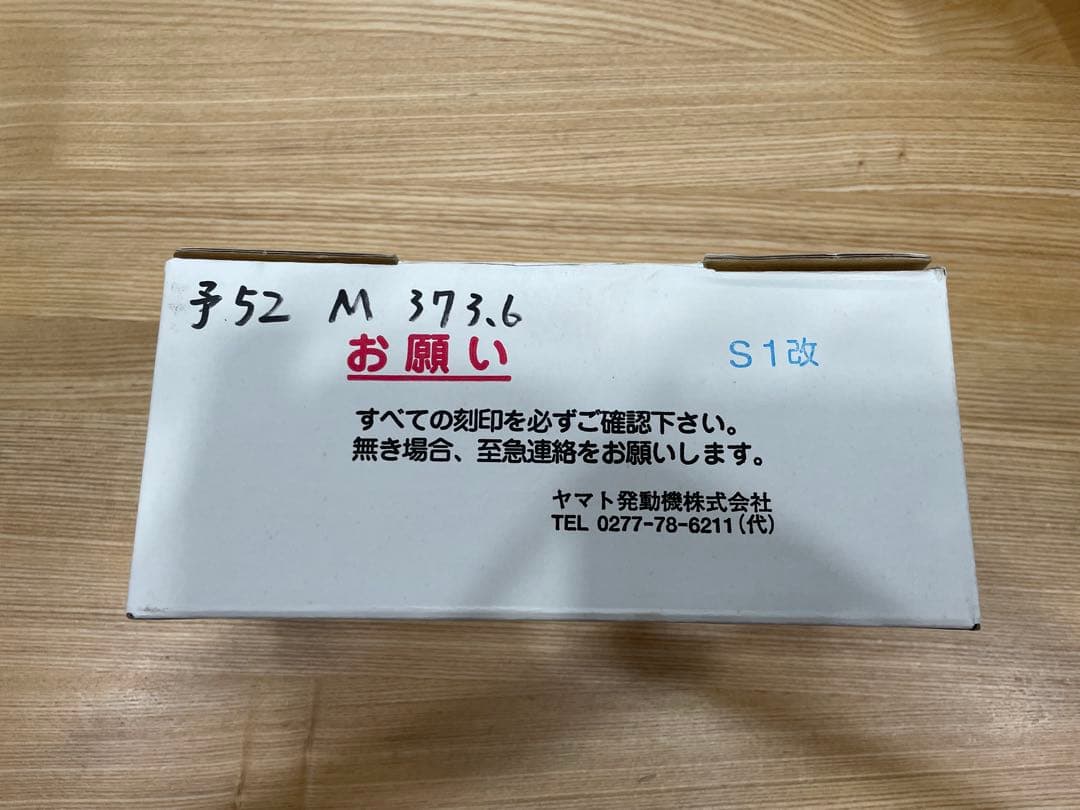 予52 M 373.6
お願い
S1改
すべての刻印を必ずご確認下さい。
無き場合、至急連絡をお願いします。
ヤマト発動機株式会社
TEL 0277-78-6211(代)